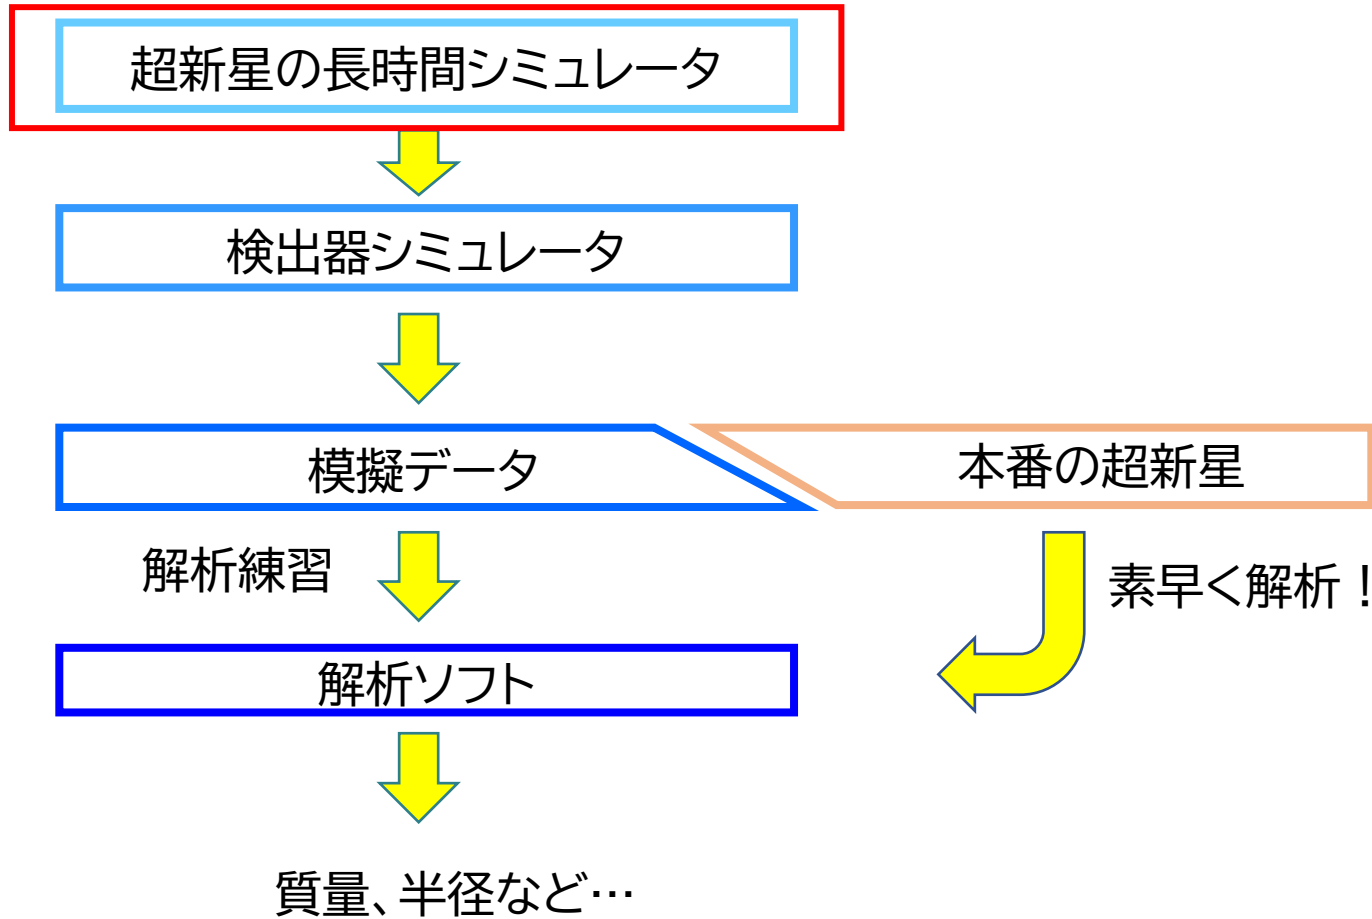 超新星の長時間シミュレータ
検出器シミュレータ
模擬データ
本番の超新星
解析練習
素早く解析！
解析ソフト
質量、半径など…